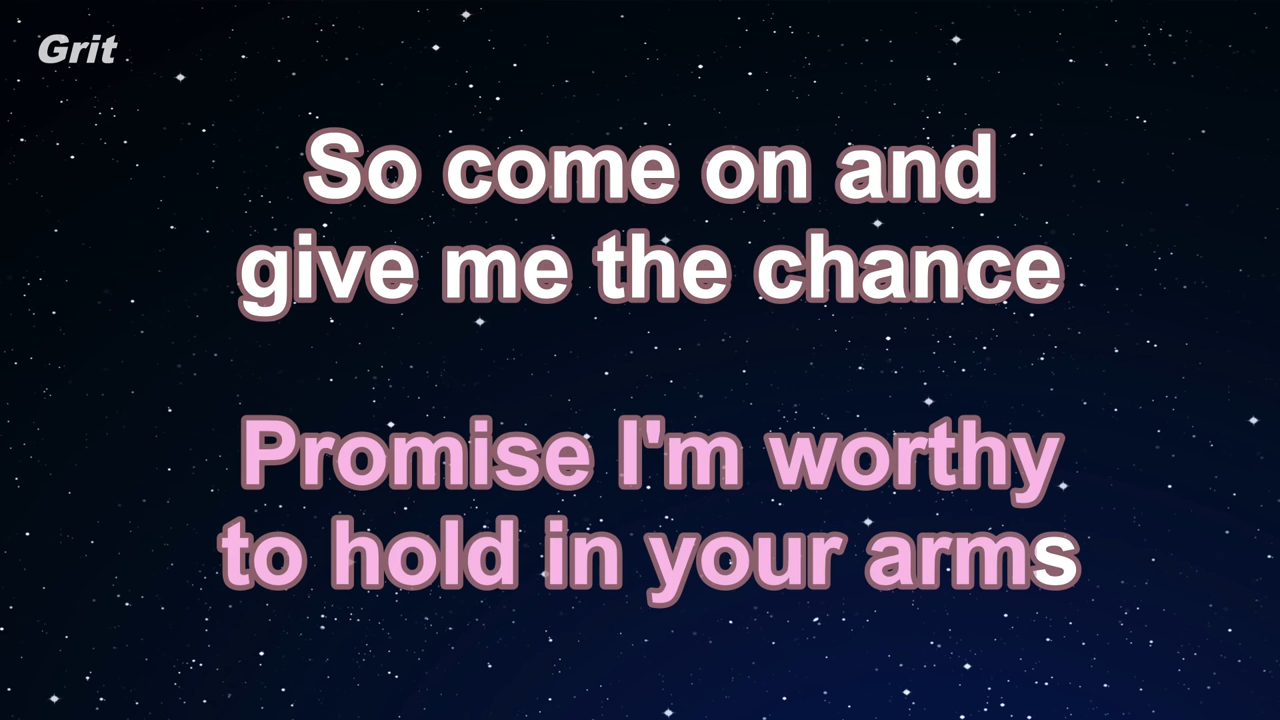 Grit
So come on and
give me the chance
Promise I'm worthy
to hold in your arms